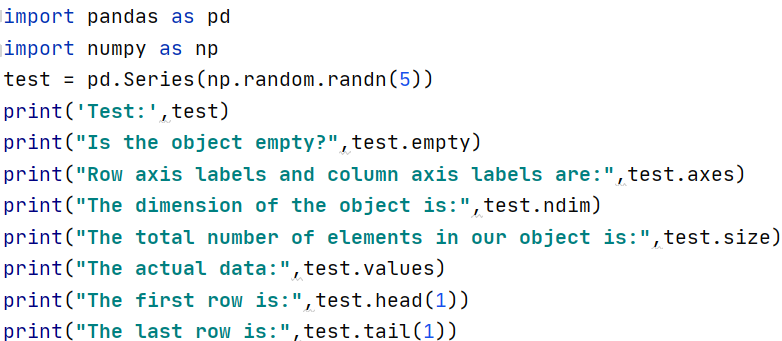 import pandas as pd
import numpy as np
test = pd.Series(np.random.randn(5))
print('Test:',test)
print("Is the object empty?",test.empty)
print("Row axis labels and column axis labels are:",test.axes)
print("The dimension of the object is:",test.ndim)
print("The total number of elements in our object is:",test.size)
print("The actual data:",test.values)
print("The first row is:",test.head(1))
print("The last row is:",test.tail(1))